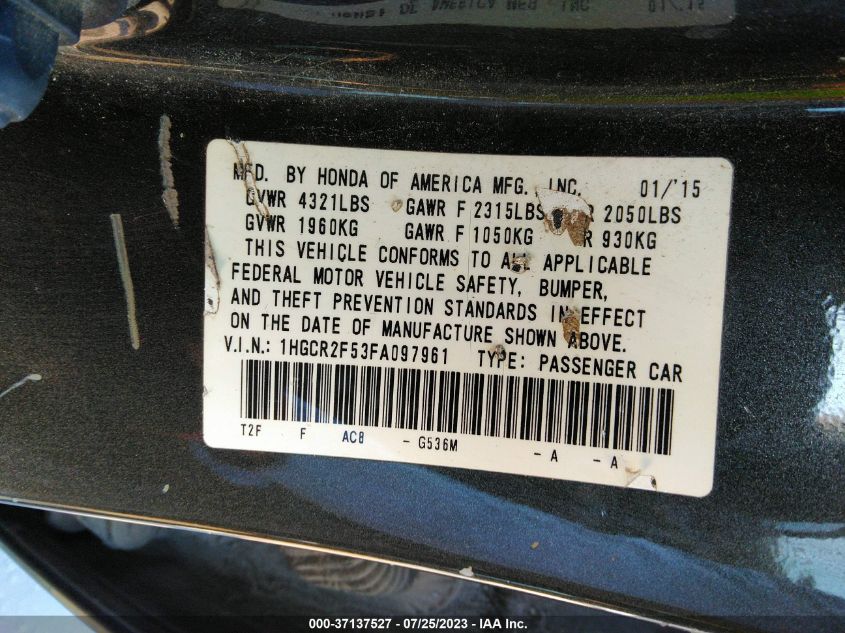 MFD. BY HONDA OF AMERICA MFG., INC. 01/'15
GVWR 4321LBS GAWR F 2315LBS R 2050LBS
GVWR 1960KG GAWR F 1050KG R 930KG
THIS VEHICLE CONFORMS TO ALL APPLICABLE
FEDERAL MOTOR VEHICLE SAFETY, BUMPER,
AND THEFT PREVENTION STANDARDS IN EFFECT
ON THE DATE OF MANUFACTURE SHOWN ABOVE.
V.I.N.: 1HGCR2F53FA097961 TYPE: PASSENGER CAR
T2F F AC8 - G536M - A - A
000-37137527 / 07/25/2023 - IAA Inc.